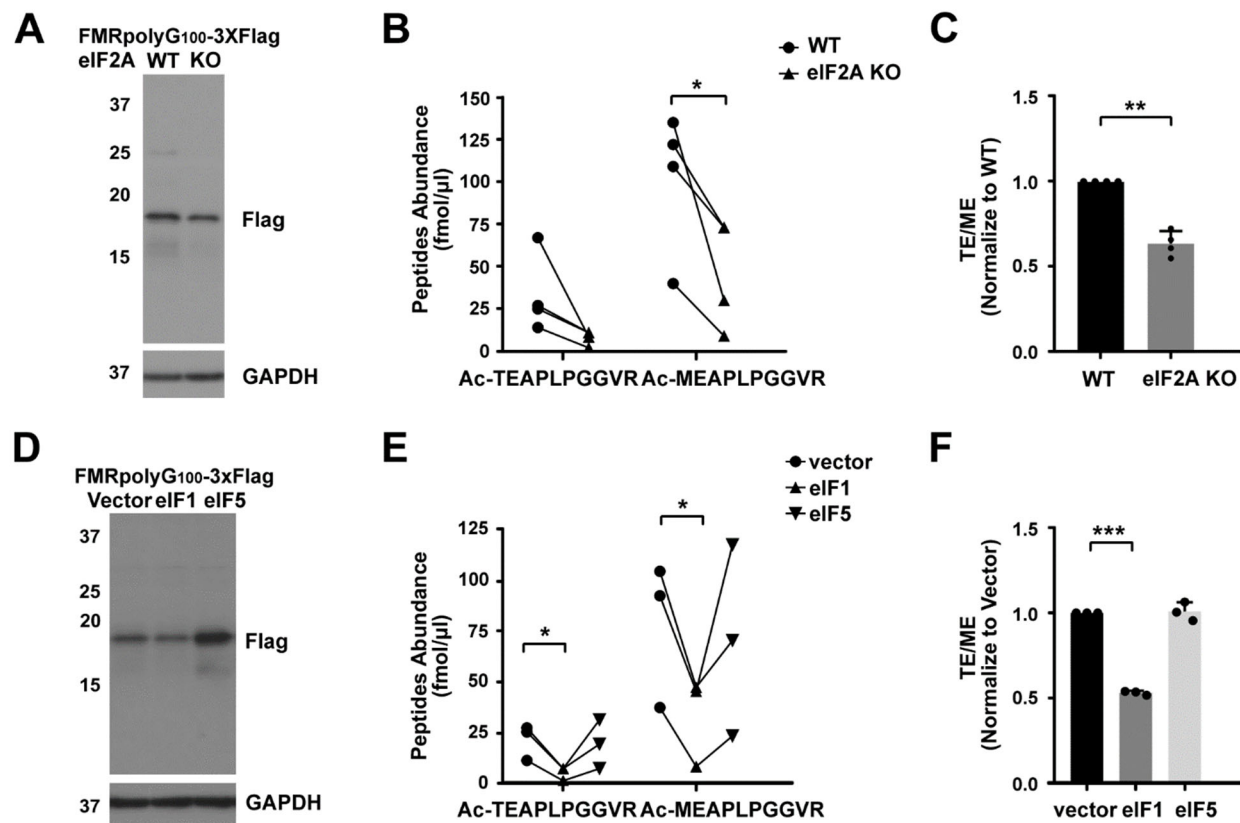 A
FMRpolyG100-3XFlag
eIF2A WT KO
37
25
20
15
Flag
37
GAPDH
B
WT
eIF2A KO
*
Peptides Abundance
(fmol/µl)
150
125
100
75
50
25
0
Ac-TEAPLPGGVR Ac-MEAPLPGGVR
C
**
TE/ME
(Normalize to WT)
1.5
1.0
0.5
0.0
WT eIF2A KO
D
FMRpolyG100-3xFlag
Vector eIF1 eIF5
37
25
20
15
Flag
37
GAPDH
E
vector
eIF1
eIF5
*
*
Peptides Abundance
(fmol/µl)
125
100
75
50
25
0
Ac-TEAPLPGGVR Ac-MEAPLPGGVR
F
***
TE/ME
(Normalize to Vector)
1.5
1.0
0.5
0.0
vector eIF1 eIF5